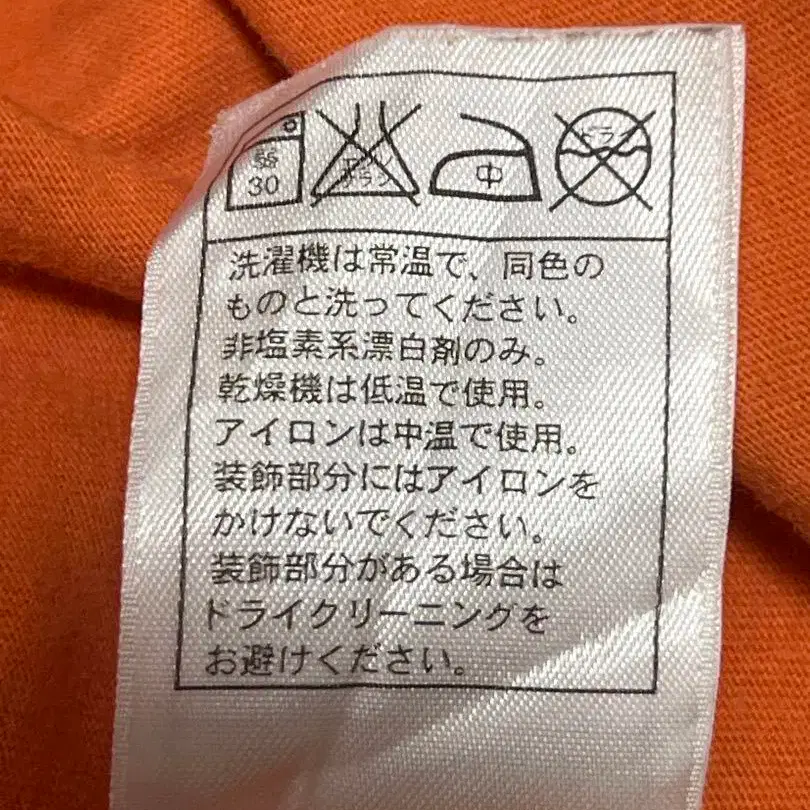 弱
30
中
ドライ
洗濯機は常温で、同色の
ものと洗ってください。
非塩素系漂白剤のみ。
乾燥機は低温で使用。
アイロンは中温で使用。
装飾部分にはアイロンを
かけないでください。
装飾部分がある場合は
ドライクリーニングを
お避けください。